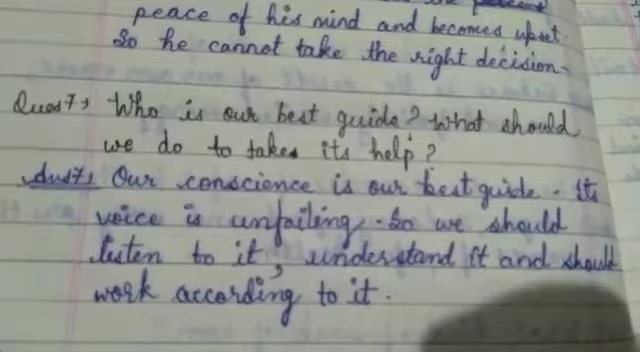 peace of his mind and becomes upset.
So he cannot take the right decision.
Ques7, Who is our best guide? What should
we do to takes its help?
Ans7, Our conscience is our best guide. Its
voice is unfailing. So we should
listen to it, understand it and should
work according to it.